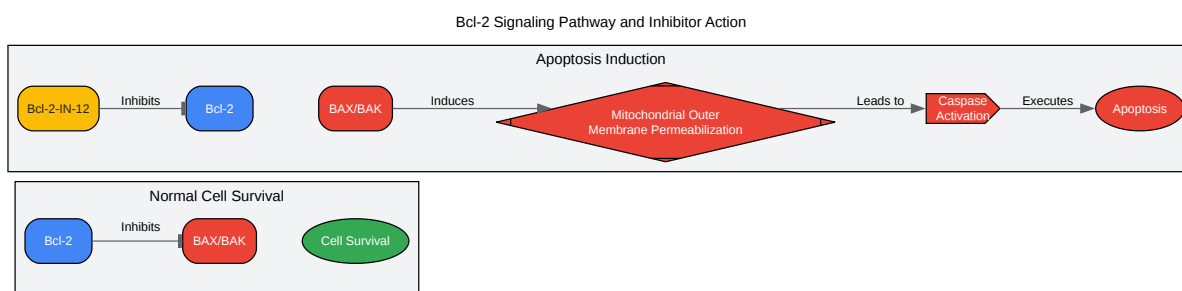 Bcl-2 Signaling Pathway and Inhibitor Action
Apoptosis Induction
Bcl-2-IN-12
Inhibits
Bcl-2
BAX/BAK
Induces
Mitochondrial Outer
Membrane Permeabilization
Leads to
Caspase
Activation
Executes
Apoptosis
Normal Cell Survival
Bcl-2
Inhibits
BAX/BAK
Cell Survival